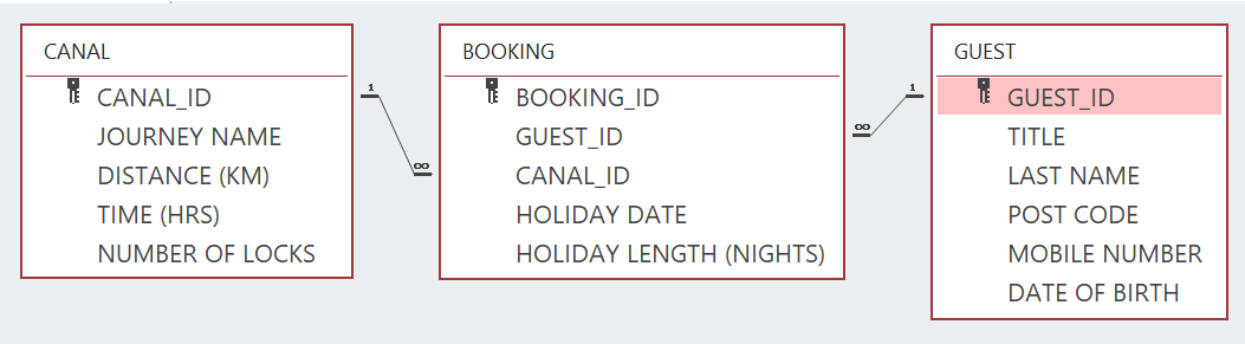 CANAL
CANAL_ID
JOURNEY NAME
DISTANCE (KM)
TIME (HRS)
NUMBER OF LOCKS
1
∞
BOOKING
BOOKING_ID
GUEST_ID
CANAL_ID
HOLIDAY DATE
HOLIDAY LENGTH (NIGHTS)
1
∞
GUEST
GUEST_ID
TITLE
LAST NAME
POST CODE
MOBILE NUMBER
DATE OF BIRTH